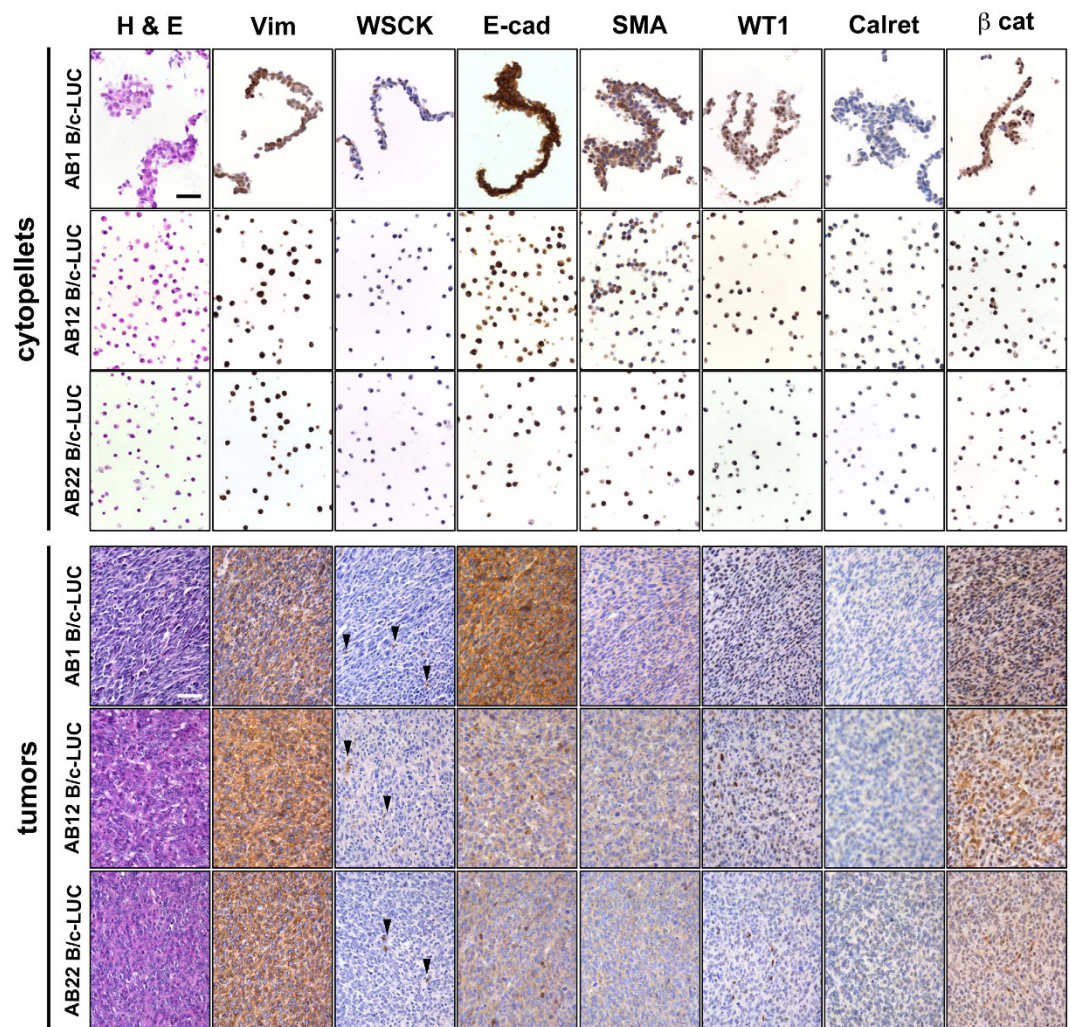 H & E Vim WSCK E-cad SMA WT1 Calret β cat
cytopellets
AB1 B/c-LUC
AB12 B/c-LUC
AB22 B/c-LUC
tumors
AB1 B/c-LUC
AB12 B/c-LUC
AB22 B/c-LUC